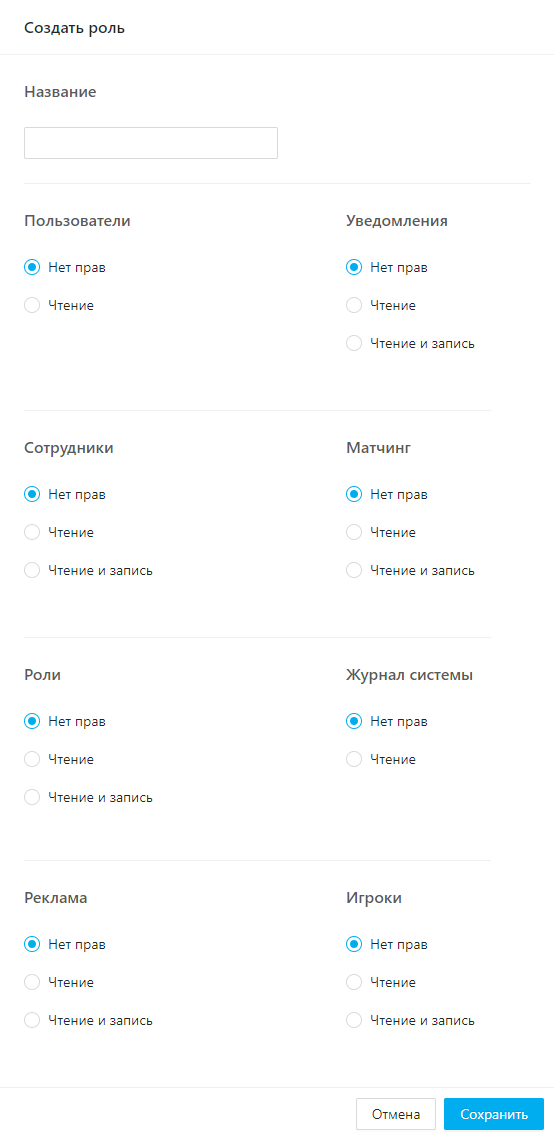 Создать роль
Название
Пользователи
Нет прав
Чтение
Уведомления
Нет прав
Чтение
Чтение и запись
Сотрудники
Нет прав
Чтение
Чтение и запись
Матчинг
Нет прав
Чтение
Чтение и запись
Роли
Нет прав
Чтение
Чтение и запись
Журнал системы
Нет прав
Чтение
Реклама
Нет прав
Чтение
Чтение и запись
Игроки
Нет прав
Чтение
Чтение и запись
Отмена
Сохранить